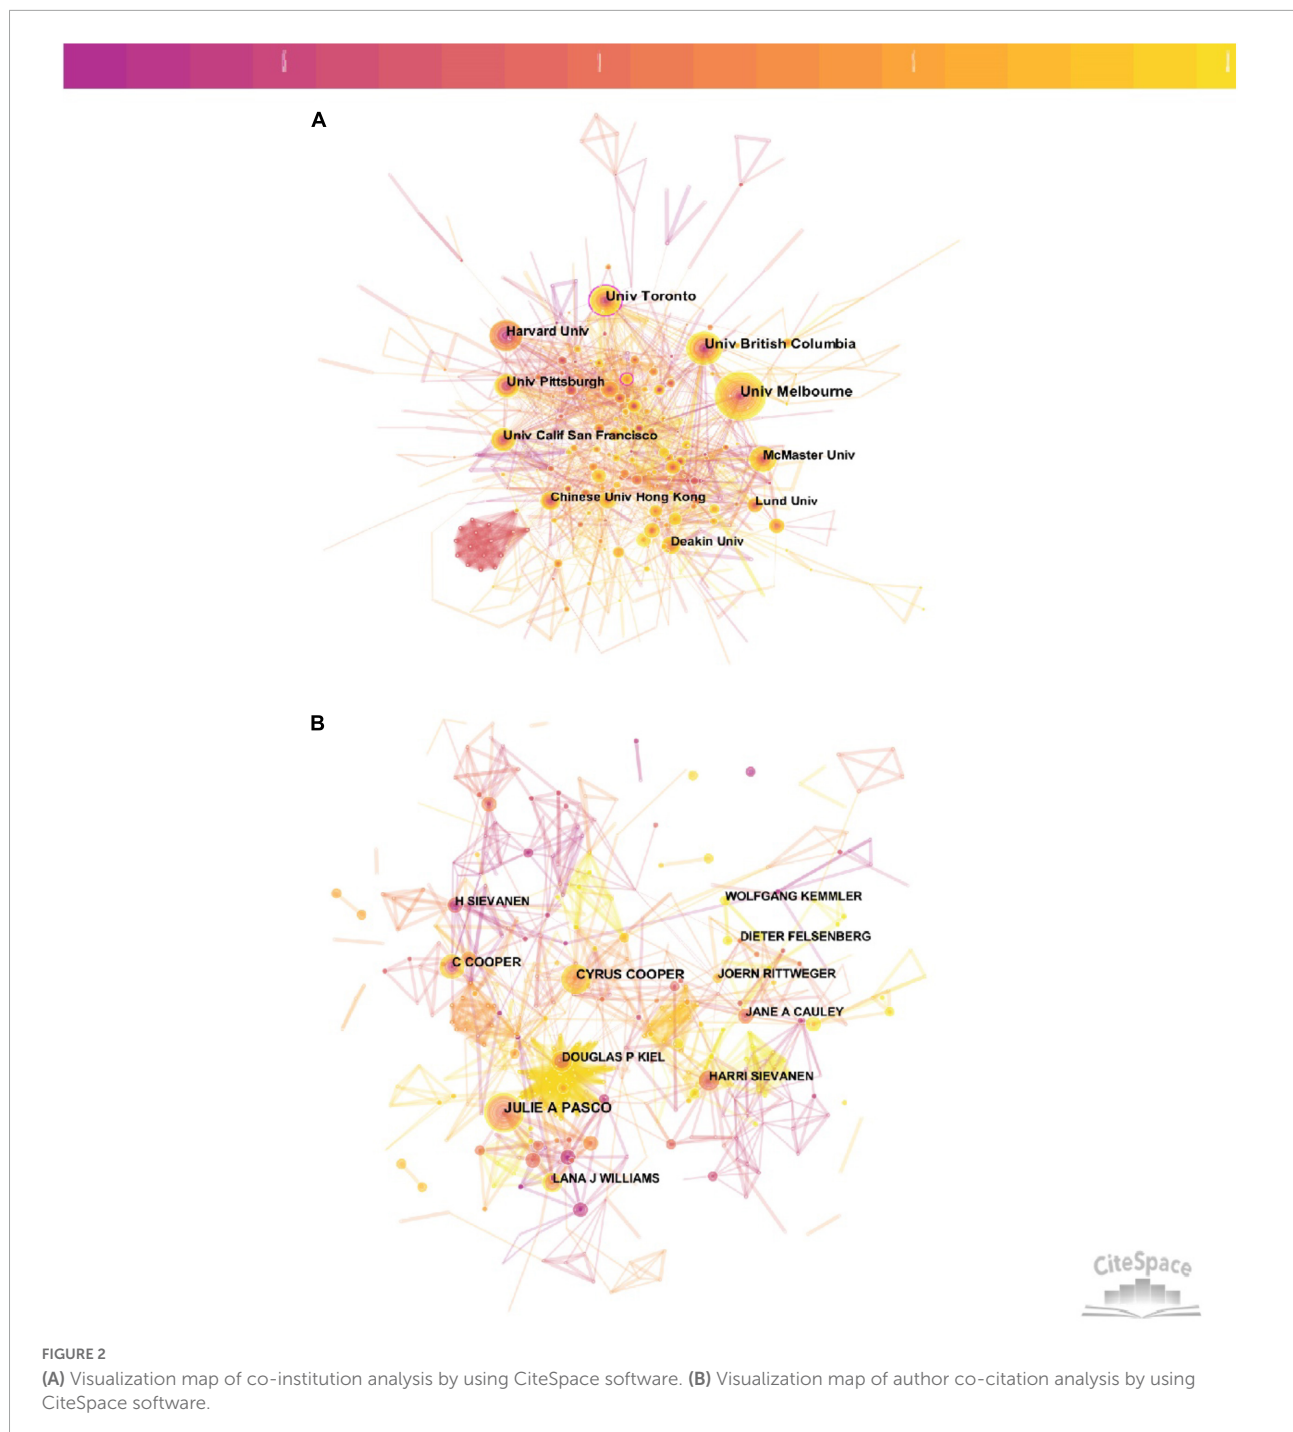 A
Univ Toronto
Harvard Univ
Univ British Columbia
Univ Pittsburgh
Univ Melbourne
Univ Calif San Francisco
McMaster Univ
Chinese Univ Hong Kong
Lund Univ
Deakin Univ
B
WOLFGANG KEMMLER
H SIEVANEN
DIETER FELSENBERG
C COOPER
CYRUS COOPER
JOERN RITTWEGER
JANE A CAULEY
DOUGLAS P KIEL
HARRI SIEVANEN
JULIE A PASCO
LANA J WILLIAMS
CiteSpace
FIGURE 2
(A) Visualization map of co-institution analysis by using CiteSpace software. (B) Visualization map of author co-citation analysis by using
CiteSpace software.